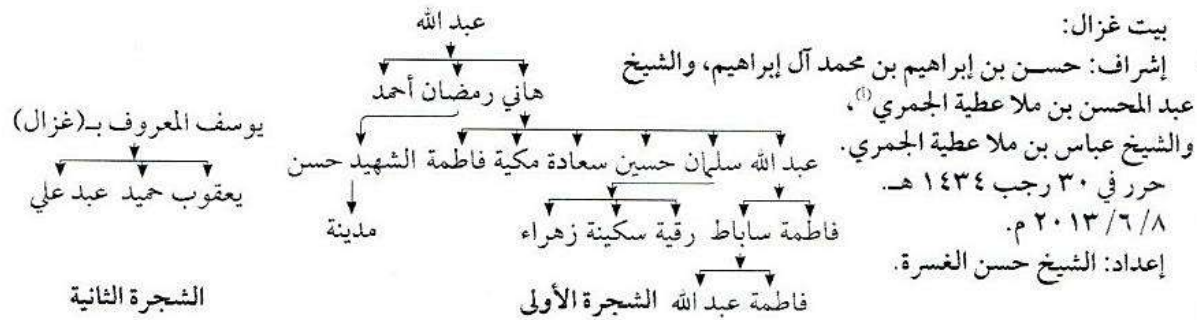 بيت غزال:
إشراف: حســن بن إبراهيم بن محمد آل إبراهيم، والشيخ
عبد المحسن بن ملا عطية الجمري(أ)،
والشيخ عباس بن ملا عطية الجمري.
حرر في ٣٠ رجب ١٤٣٤ هـ.
٨/ ٦/ ٢٠١٣ م.
إعداد: الشيخ حسن الغسرة.
عبد الله
هاني رمضان أحمد
عبد الله سلمان حسين سعادة مكية فاطمة الشهيد حسن
فاطمة ساباط رقية سكينة زهراء مدينة
فاطمة عبد الله الشجرة الأولى
يوسف المعروف بـ(غزال)
يعقوب حميد عبد علي
الشجرة الثانية